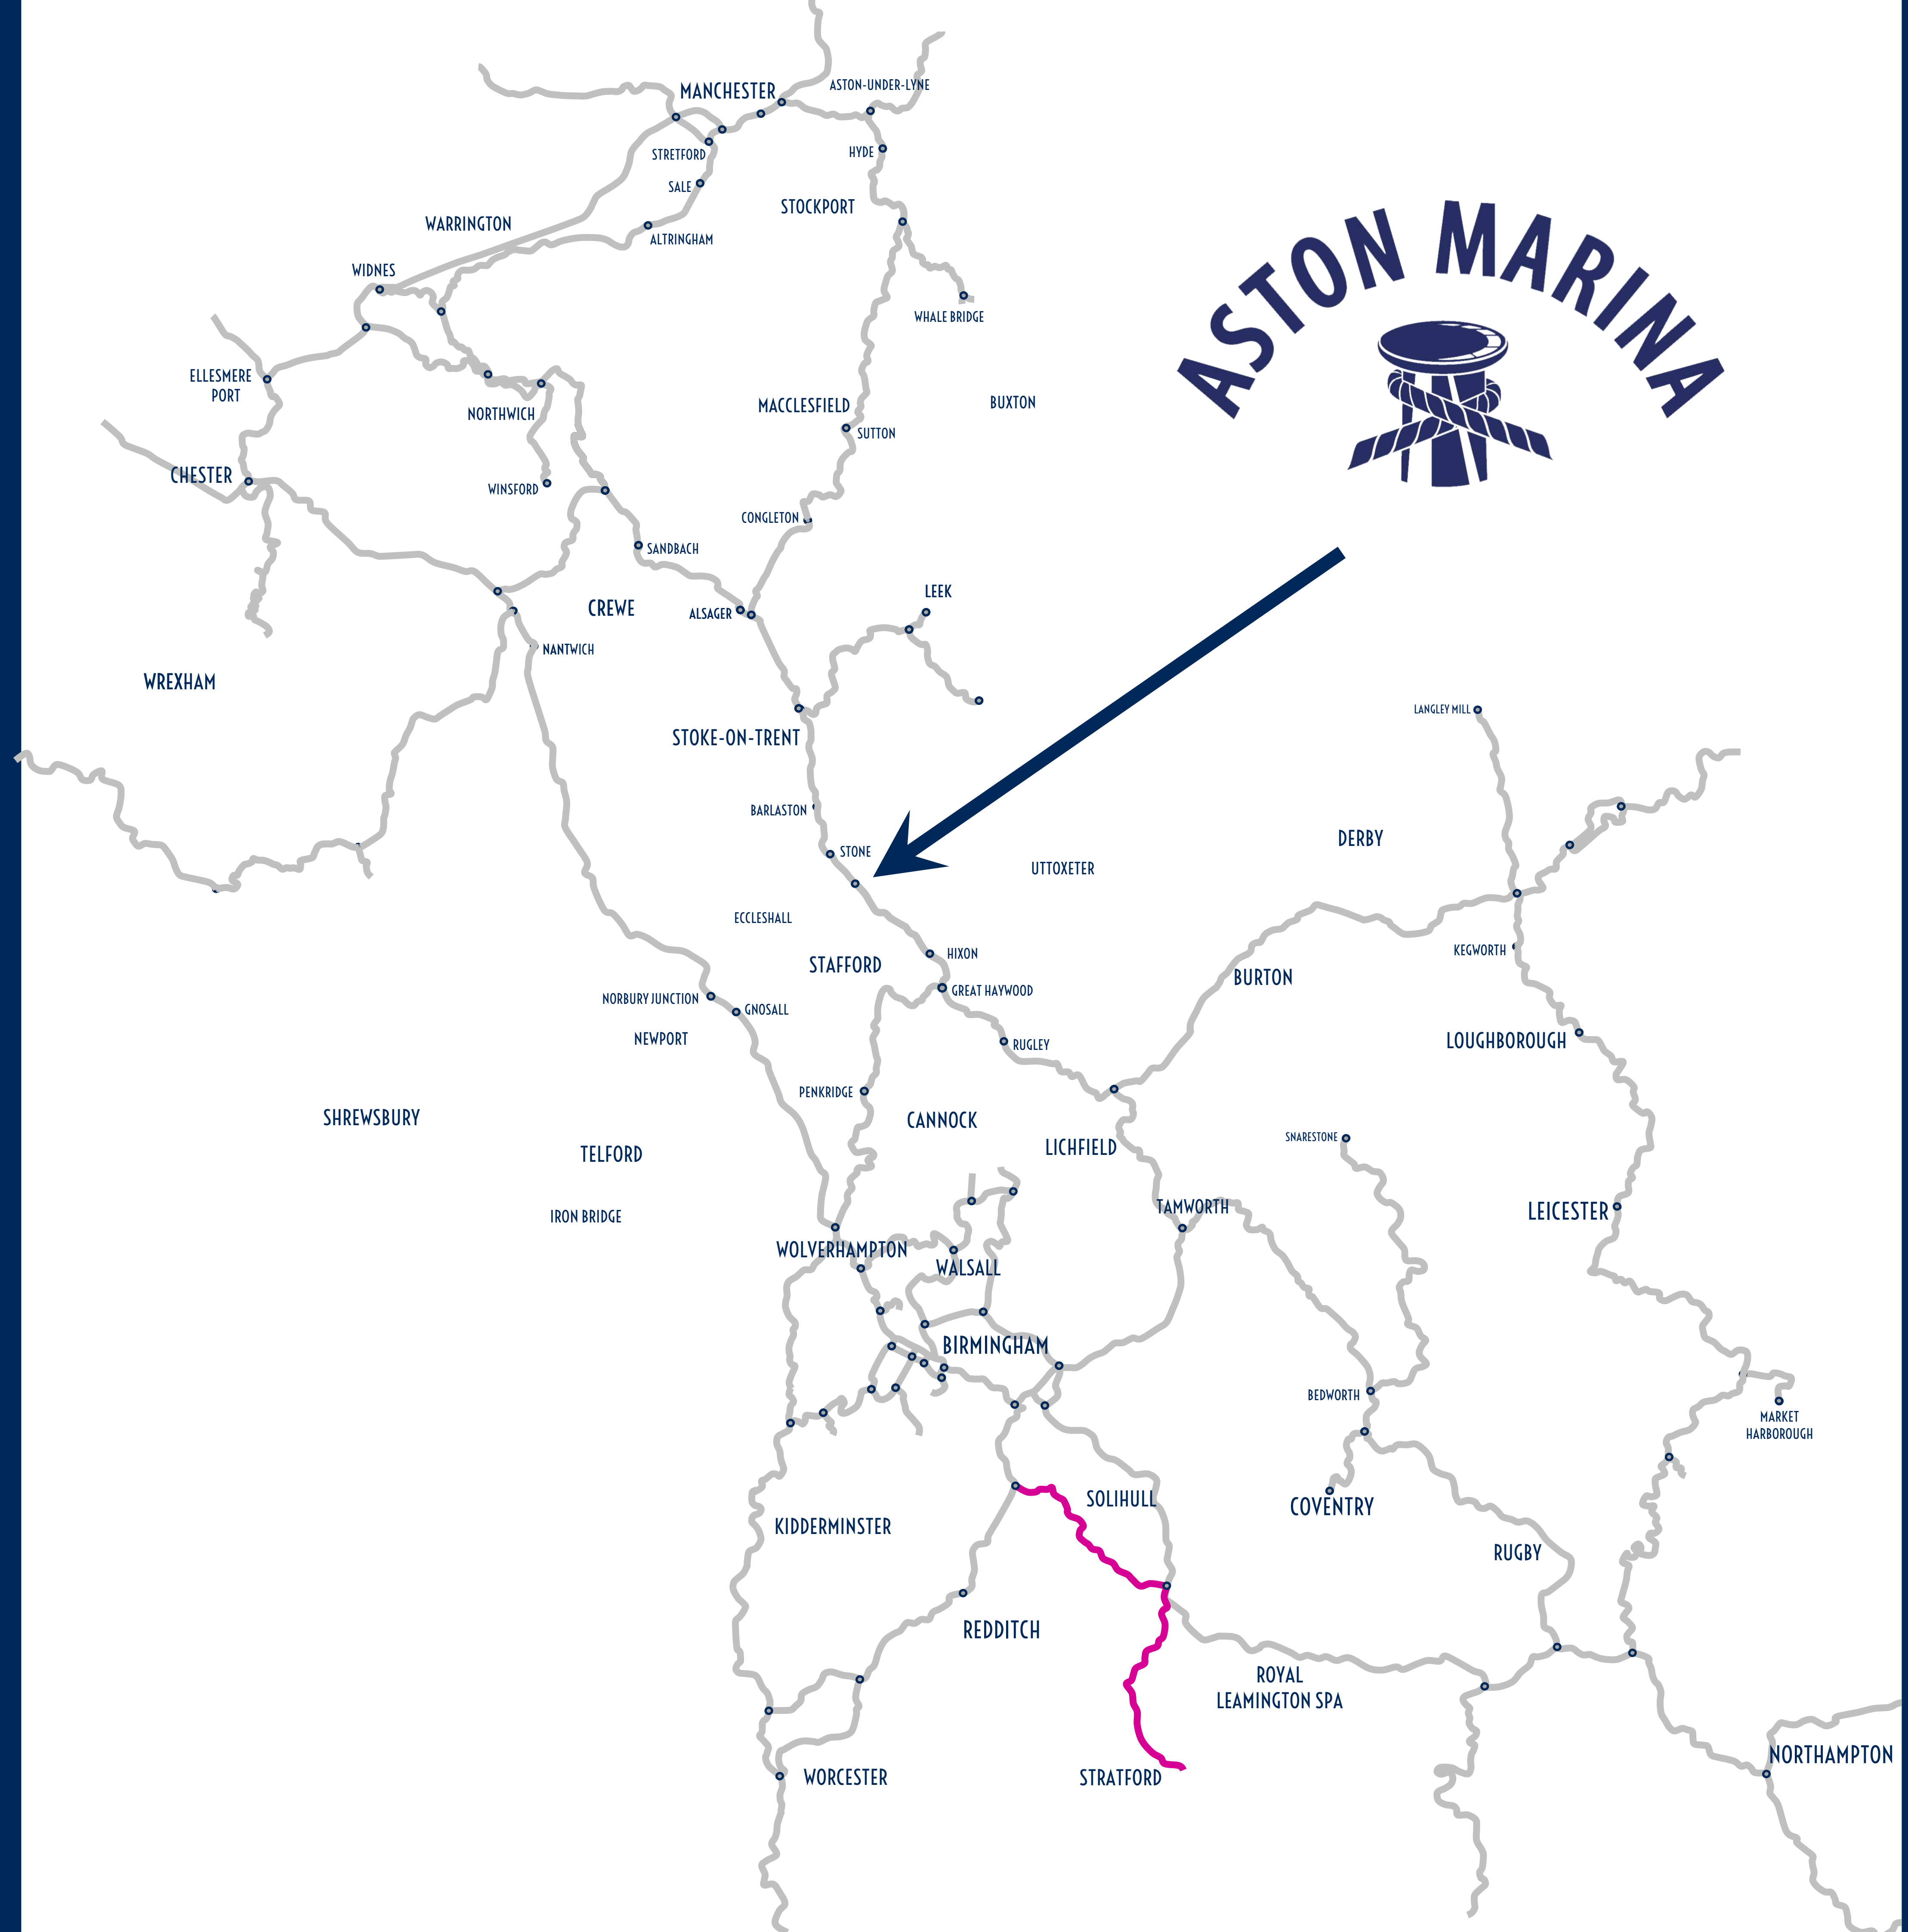 MANCHESTER
ASTON-UNDER-LYNE
STRETFORD
HYDE
SALE
STOCKPORT
WARRINGTON
ALTRINGHAM
WIDNES
WHALE BRIDGE
ASTON MARINA
ELLESMERE
PORT
NORTHWICH
MACCLESFIELD
SUTTON
BUXTON
CHESTER
WINSFORD
CONGLETON
SANDBACH
LEEK
CREWE
ALSAGER
NANTWICH
WREXHAM
LANGLEY MILL
STOKE-ON-TRENT
BARLASTON
DERBY
STONE
UTTOXETER
ECCLESHALL
HIXON
KEGWORTH
STAFFORD
BURTON
GREAT HAYWOOD
NORBURY JUNCTION
GNOSALL
NEWPORT
RUGLEY
LOUGHBOROUGH
PENKRIDGE
SHREWSBURY
CANNOCK
SNARESTONE
LICHFIELD
TELFORD
TAMWORTH
LEICESTER
IRON BRIDGE
WOLVERHAMPTON
WALSALL
BIRMINGHAM
BEDWORTH
MARKET
HARBOROUGH
SOLIHULL
COVENTRY
KIDDERMINSTER
RUGBY
REDDITCH
ROYAL
LEAMINGTON SPA
NORTHAMPTON
WORCESTER
STRATFORD